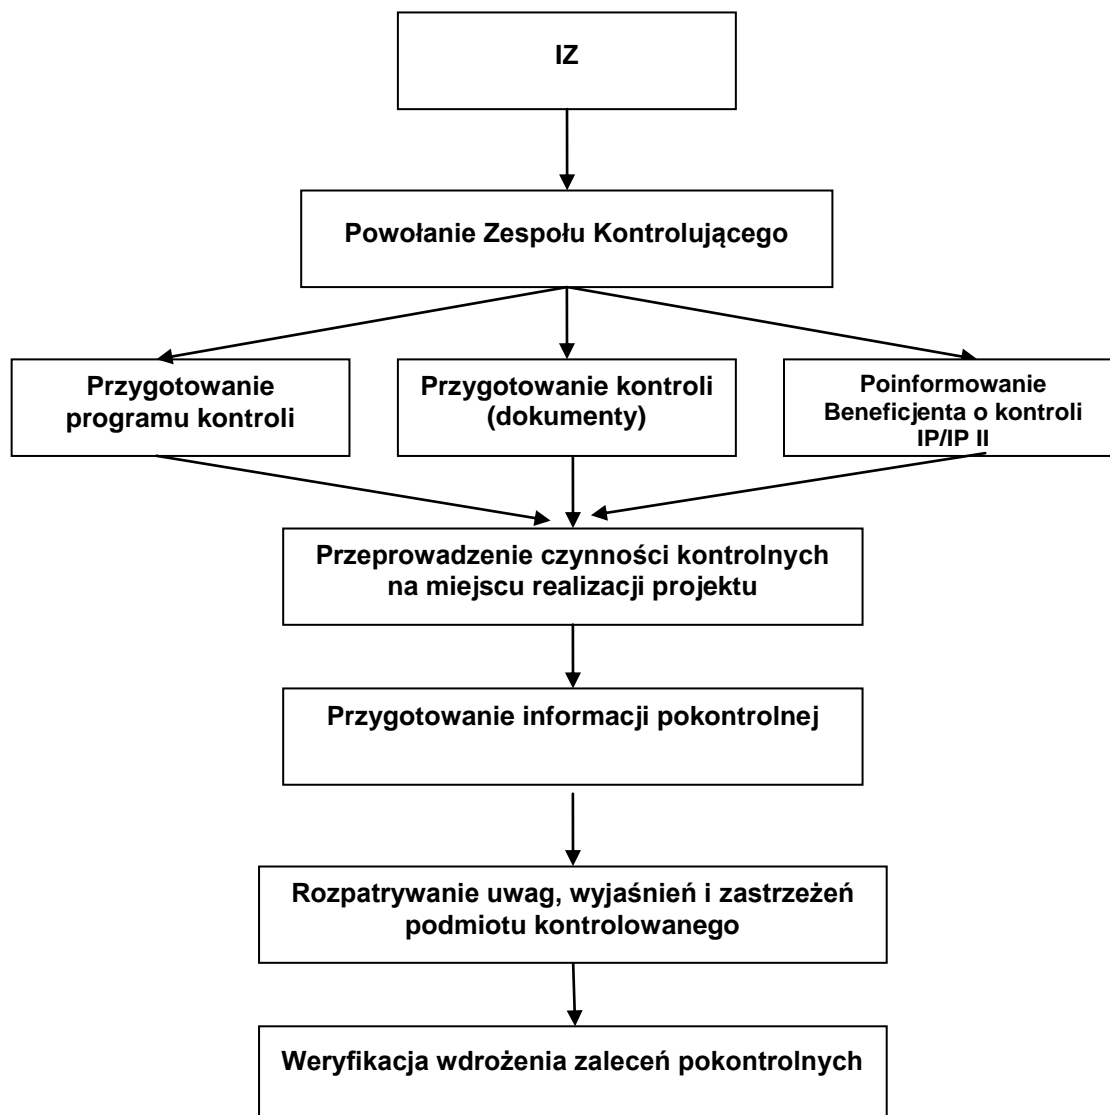 IZ
Powołanie Zespołu Kontrolującego
Przygotowanie
programu kontroli
Przygotowanie kontroli
(dokumenty)
Poinformowanie
Beneficjenta o kontroli
IP/IP II
Przeprowadzenie czynności kontrolnych
na miejscu realizacji projektu
Przygotowanie informacji pokontrolnej
Rozpatrywanie uwag, wyjaśnień i zastrzeżeń
podmiotu kontrolowanego
Weryfikacja wdrożenia zaleceń pokontrolnych